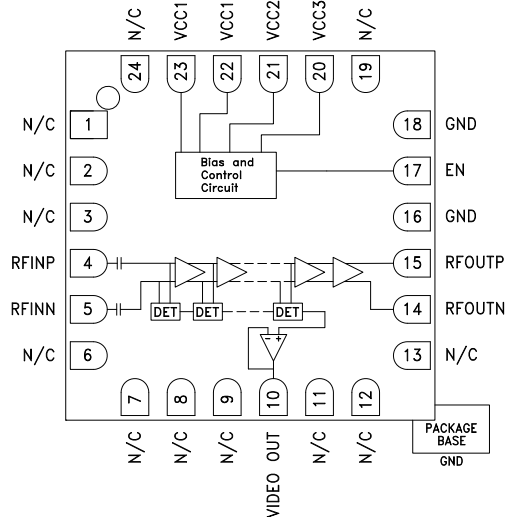 N/C VCC1 VCC1 VCC2 VCC3 N/C
24 23 22 21 20 19
N/C 1 18 GND
N/C 2 17 EN
Bias and
Control
Circuit
N/C 3 16 GND
RFINP 4 15 RFOUTP
RFINN 5 14 RFOUTN
DET DET DET
- +
N/C 6 13 N/C
7 8 9 10 11 12
N/C N/C N/C VIDEO OUT N/C N/C
PACKAGE
BASE
GND